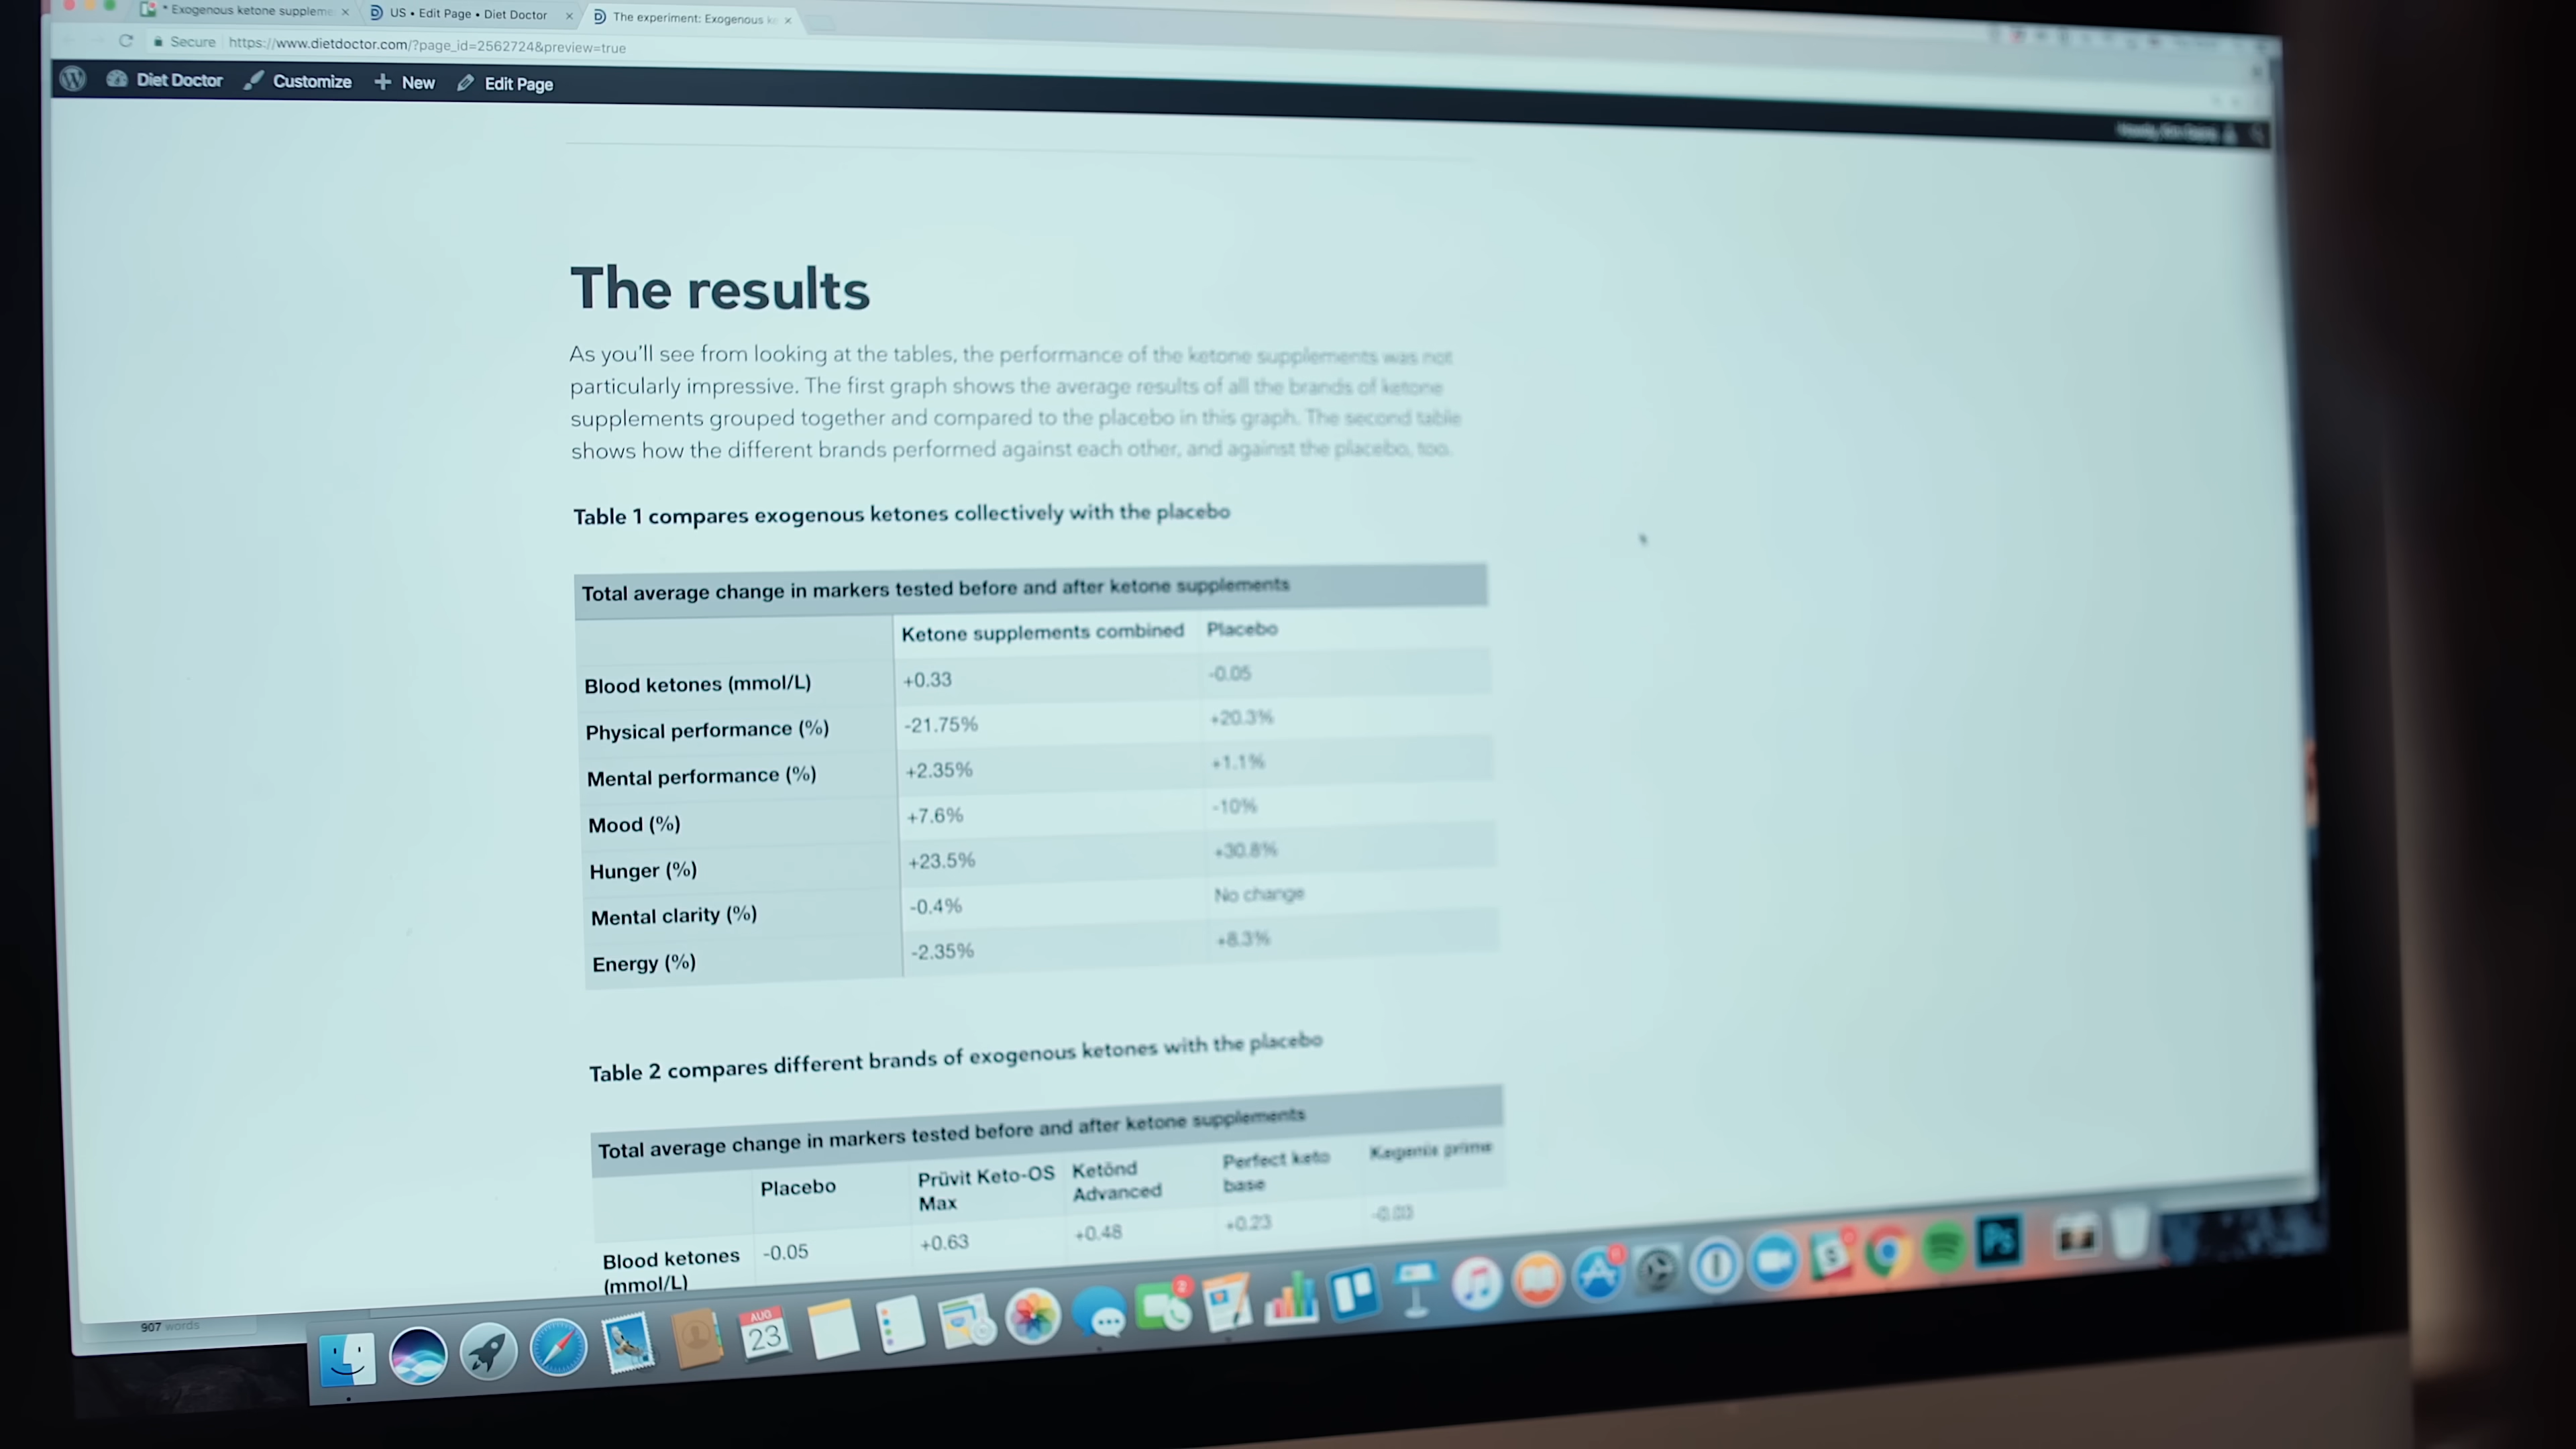 * Exogenous ketone suppleme
US • Edit Page • Diet Doctor
The experiment: Exogenous
Secure https://www.dietdoctor.com/?page_id=2562724&preview=true
Diet Doctor Customize New Edit Page
The results
As you'll see from looking at the tables, the performance of the ketone supplements was not
particularly impressive. The first graph shows the average results of all the brands of ketone
supplements grouped together and compared to the placebo in this graph. The second table
shows how the different brands performed against each other, and against the placebo, too.
Table 1 compares exogenous ketones collectively with the placebo
Total average change in markers tested before and after ketone supplements
Ketone supplements combined Placebo
Blood ketones (mmol/L) +0.33 -0.05
Physical performance (%) -21.75% +20.3%
Mental performance (%) +2.35% +1.1%
Mood (%) +7.6% -10%
Hunger (%) +23.5% +30.8%
Mental clarity (%) -0.4% No change
Energy (%) -2.35% +8.3%
Table 2 compares different brands of exogenous ketones with the placebo
Total average change in markers tested before and after ketone supplements
Placebo Prüvit Keto-OS Max Ketōnd Advanced Perfect keto base Kegenix prime
Blood ketones (mmol/L) -0.05 +0.63 +0.48 +0.23 -0.03
907 words
AUG
23
2
Ps